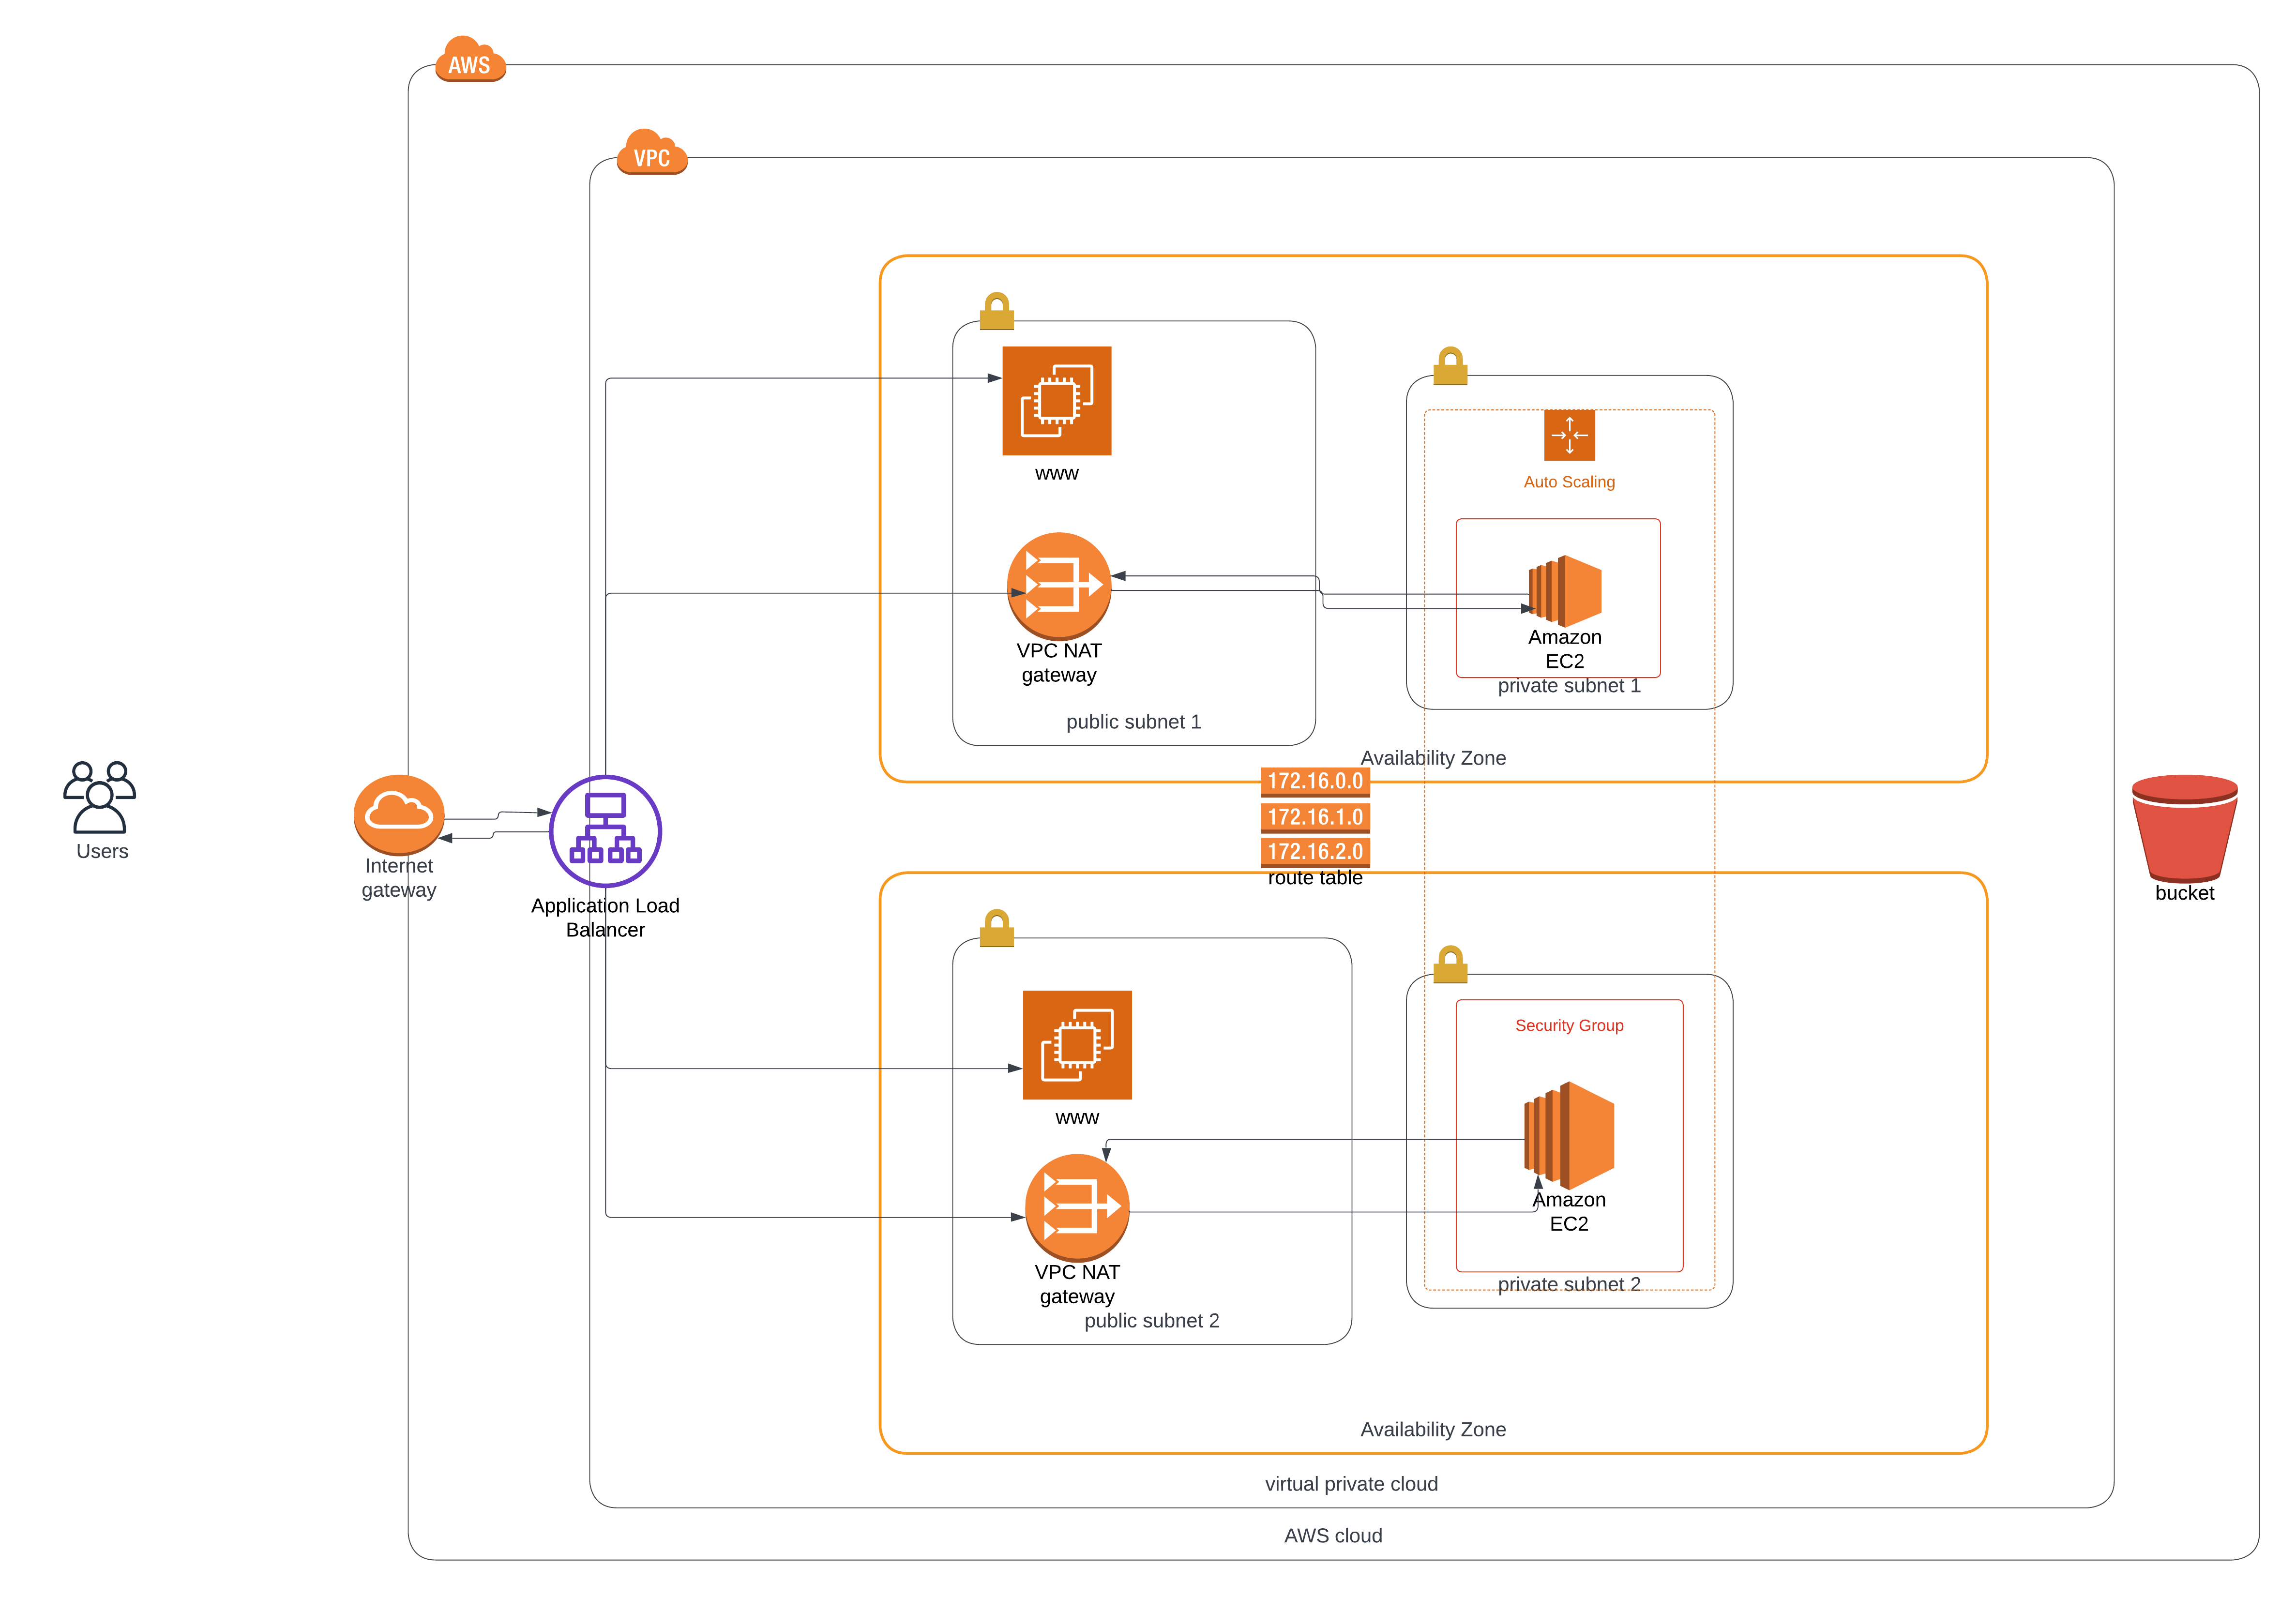 AWS
VPC
www
Auto Scaling
VPC NAT
gateway
Amazon
EC2
private subnet 1
public subnet 1
Availability Zone
172.16.0.0
172.16.1.0
172.16.2.0
route table
Users
Internet
gateway
Application Load
Balancer
bucket
Security Group
www
Amazon
EC2
VPC NAT
gateway
private subnet 2
public subnet 2
Availability Zone
virtual private cloud
AWS cloud